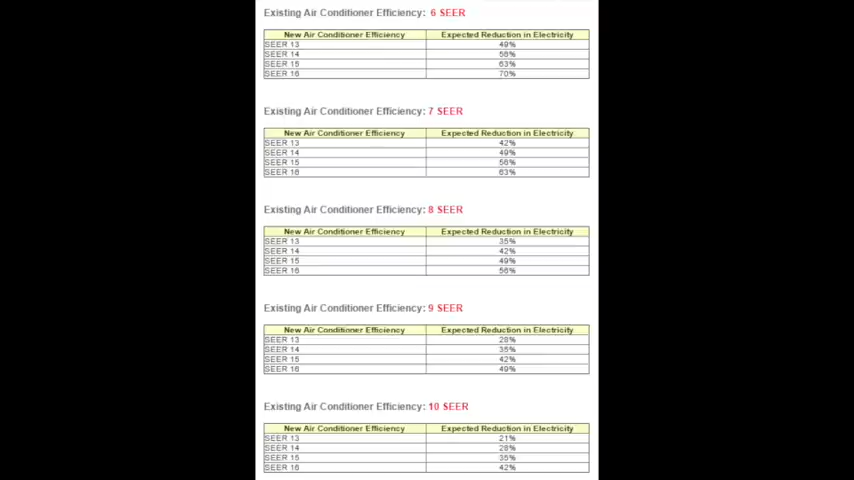 Existing Air Conditioner Efficiency: 6 SEER
New Air Conditioner Efficiency Expected Reduction in Electricity
SEER 13 49%
SEER 14 56%
SEER 15 63%
SEER 16 70%
Existing Air Conditioner Efficiency: 7 SEER
New Air Conditioner Efficiency Expected Reduction in Electricity
SEER 13 42%
SEER 14 49%
SEER 15 56%
SEER 16 63%
Existing Air Conditioner Efficiency: 8 SEER
New Air Conditioner Efficiency Expected Reduction in Electricity
SEER 13 35%
SEER 14 42%
SEER 15 49%
SEER 16 56%
Existing Air Conditioner Efficiency: 9 SEER
New Air Conditioner Efficiency Expected Reduction in Electricity
SEER 13 28%
SEER 14 35%
SEER 15 42%
SEER 16 49%
Existing Air Conditioner Efficiency: 10 SEER
New Air Conditioner Efficiency Expected Reduction in Electricity
SEER 13 21%
SEER 14 28%
SEER 15 35%
SEER 16 42%